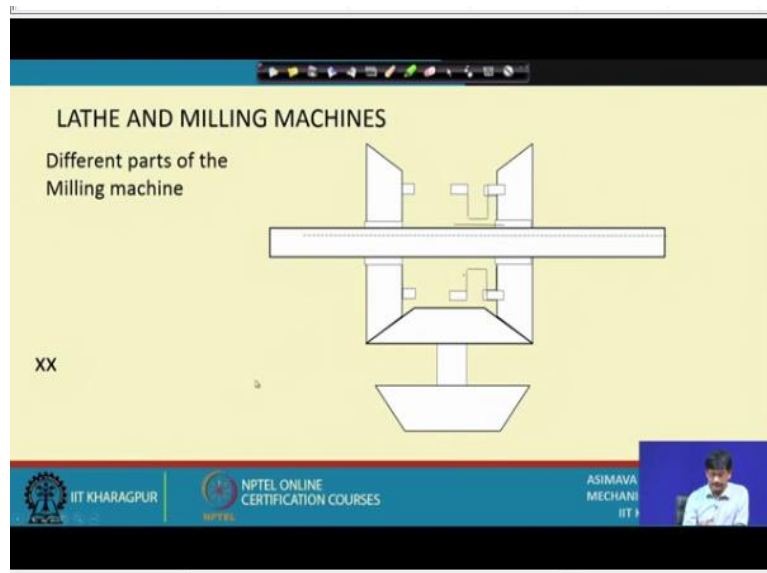 LATHE AND MILLING MACHINES
Different parts of the
Milling machine
XX
IIT KHARAGPUR
NPTEL
NPTEL ONLINE
CERTIFICATION COURSES
ASIMAVA
MECHANI
IIT K